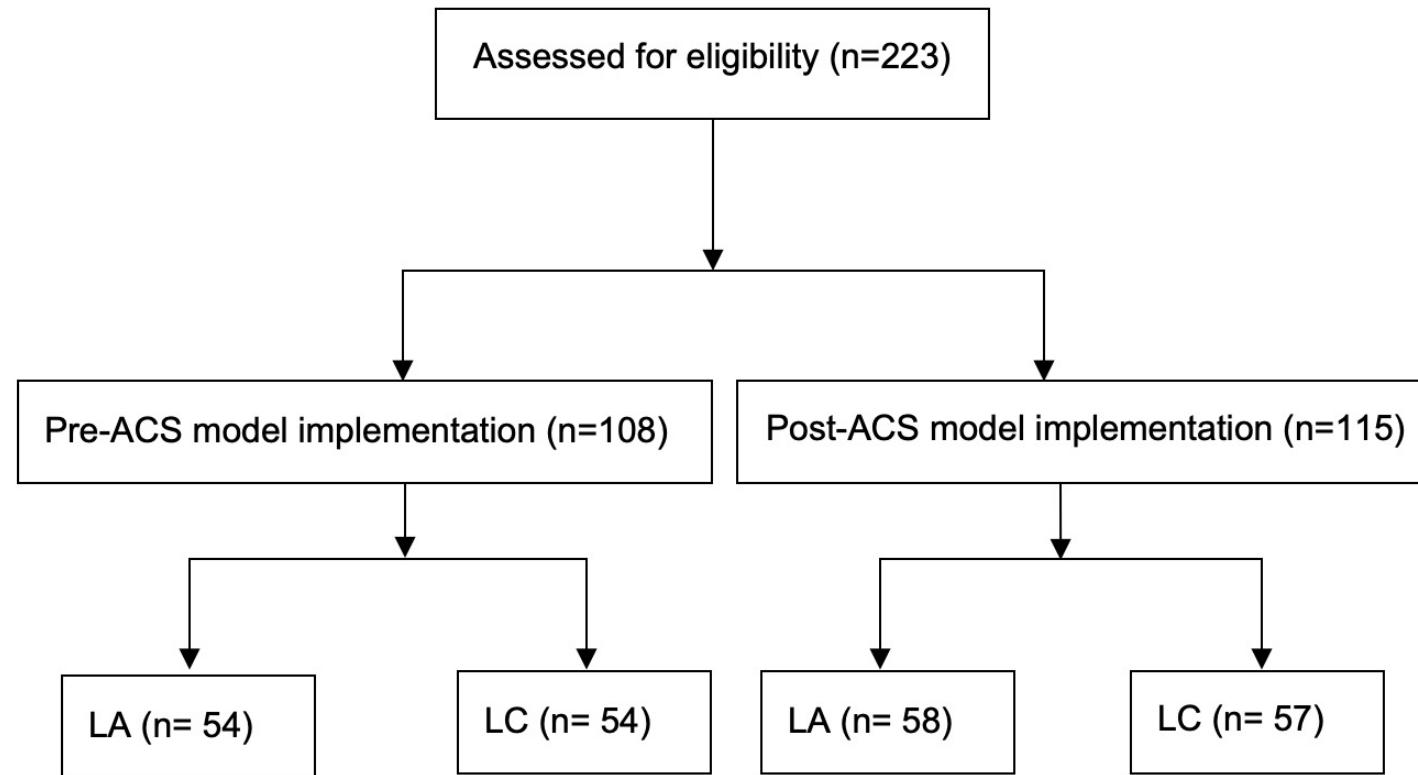 Assessed for eligibility (n=223)
Pre-ACS model implementation (n=108)
Post-ACS model implementation (n=115)
LA (n= 54)
LC (n= 54)
LA (n= 58)
LC (n= 57)